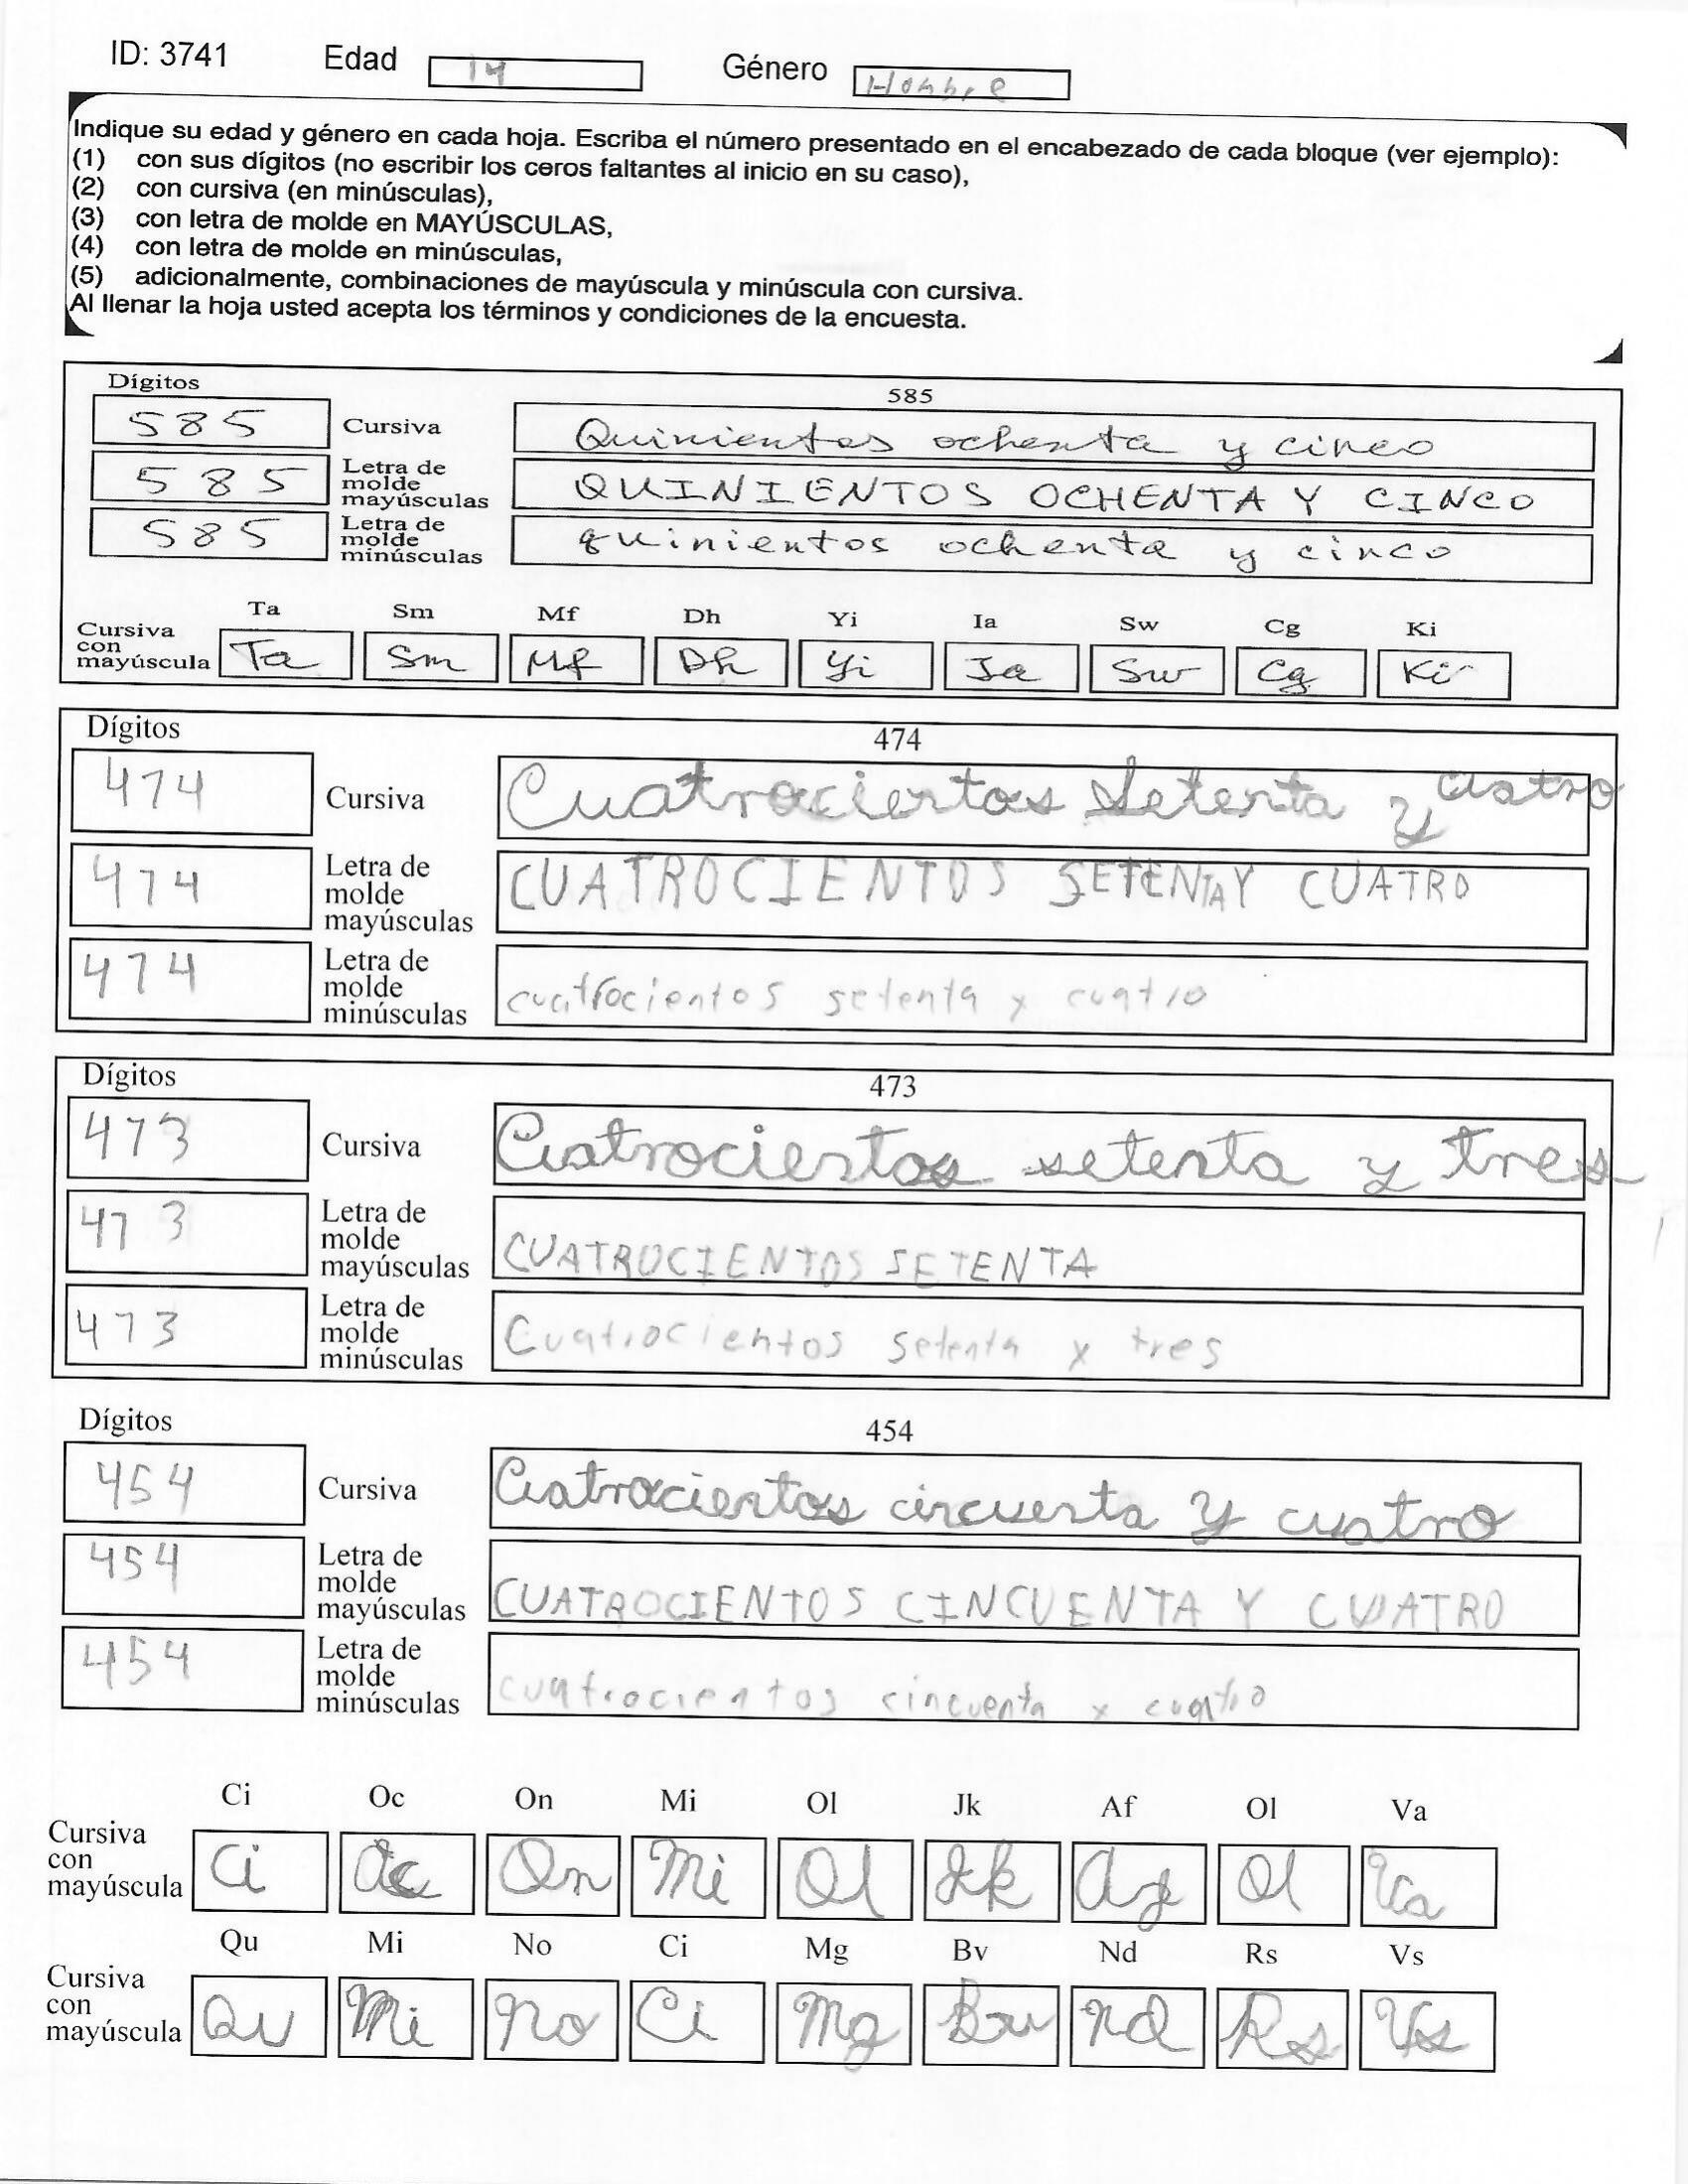 ID: 3741 Edad 14 Género Hombre
Indique su edad y género en cada hoja. Escriba el número presentado en el encabezado de cada bloque (ver ejemplo):
(1) con sus dígitos (no escribir los ceros faltantes al inicio en su caso),
(2) con cursiva (en minúsculas),
(3) con letra de molde en MAYÚSCULAS,
(4) con letra de molde en minúsculas,
(5) adicionalmente, combinaciones de mayúscula y minúscula con cursiva.
Al llenar la hoja usted acepta los términos y condiciones de la encuesta.
Dígitos 585
585 Cursiva Quinientos ochenta y cinco
585 Letra de molde mayúsculas QUINIENTOS OCHENTA Y CINCO
585 Letra de molde minúsculas quinientos ochenta y cinco
Ta Sm Mf Dh Yi Ia Sw Cg Ki
Cursiva con mayúscula Ta Sm Mf Dh Yi Ia Sw Cg Ki
Dígitos 474
474 Cursiva Cuatrocientos Setenta y cuatro
474 Letra de molde mayúsculas CUATROCIENTOS SETENTA Y CUATRO
474 Letra de molde minúsculas cuatrocientos setenta y cuatro
Dígitos 473
473 Cursiva Cuatrocientos setenta y tres
473 Letra de molde mayúsculas CUATROCIENTOS SETENTA
473 Letra de molde minúsculas Cuatrocientos setenta y tres
Dígitos 454
454 Cursiva Cuatrocientos cincuenta y cuatro
454 Letra de molde mayúsculas CUATROCIENTOS CINCUENTA Y CUATRO
454 Letra de molde minúsculas cuatrocientos cincuenta y cuatro
Ci Oc On Mi Ol Jk Af Ol Va
Cursiva con mayúscula Ci Oc On Mi Ol Jk Af Ol Va
Qu Mi No Ci Mg Bv Nd Rs Vs
Cursiva con mayúscula Qu Mi No Ci Mg Bv Nd Rs Vs